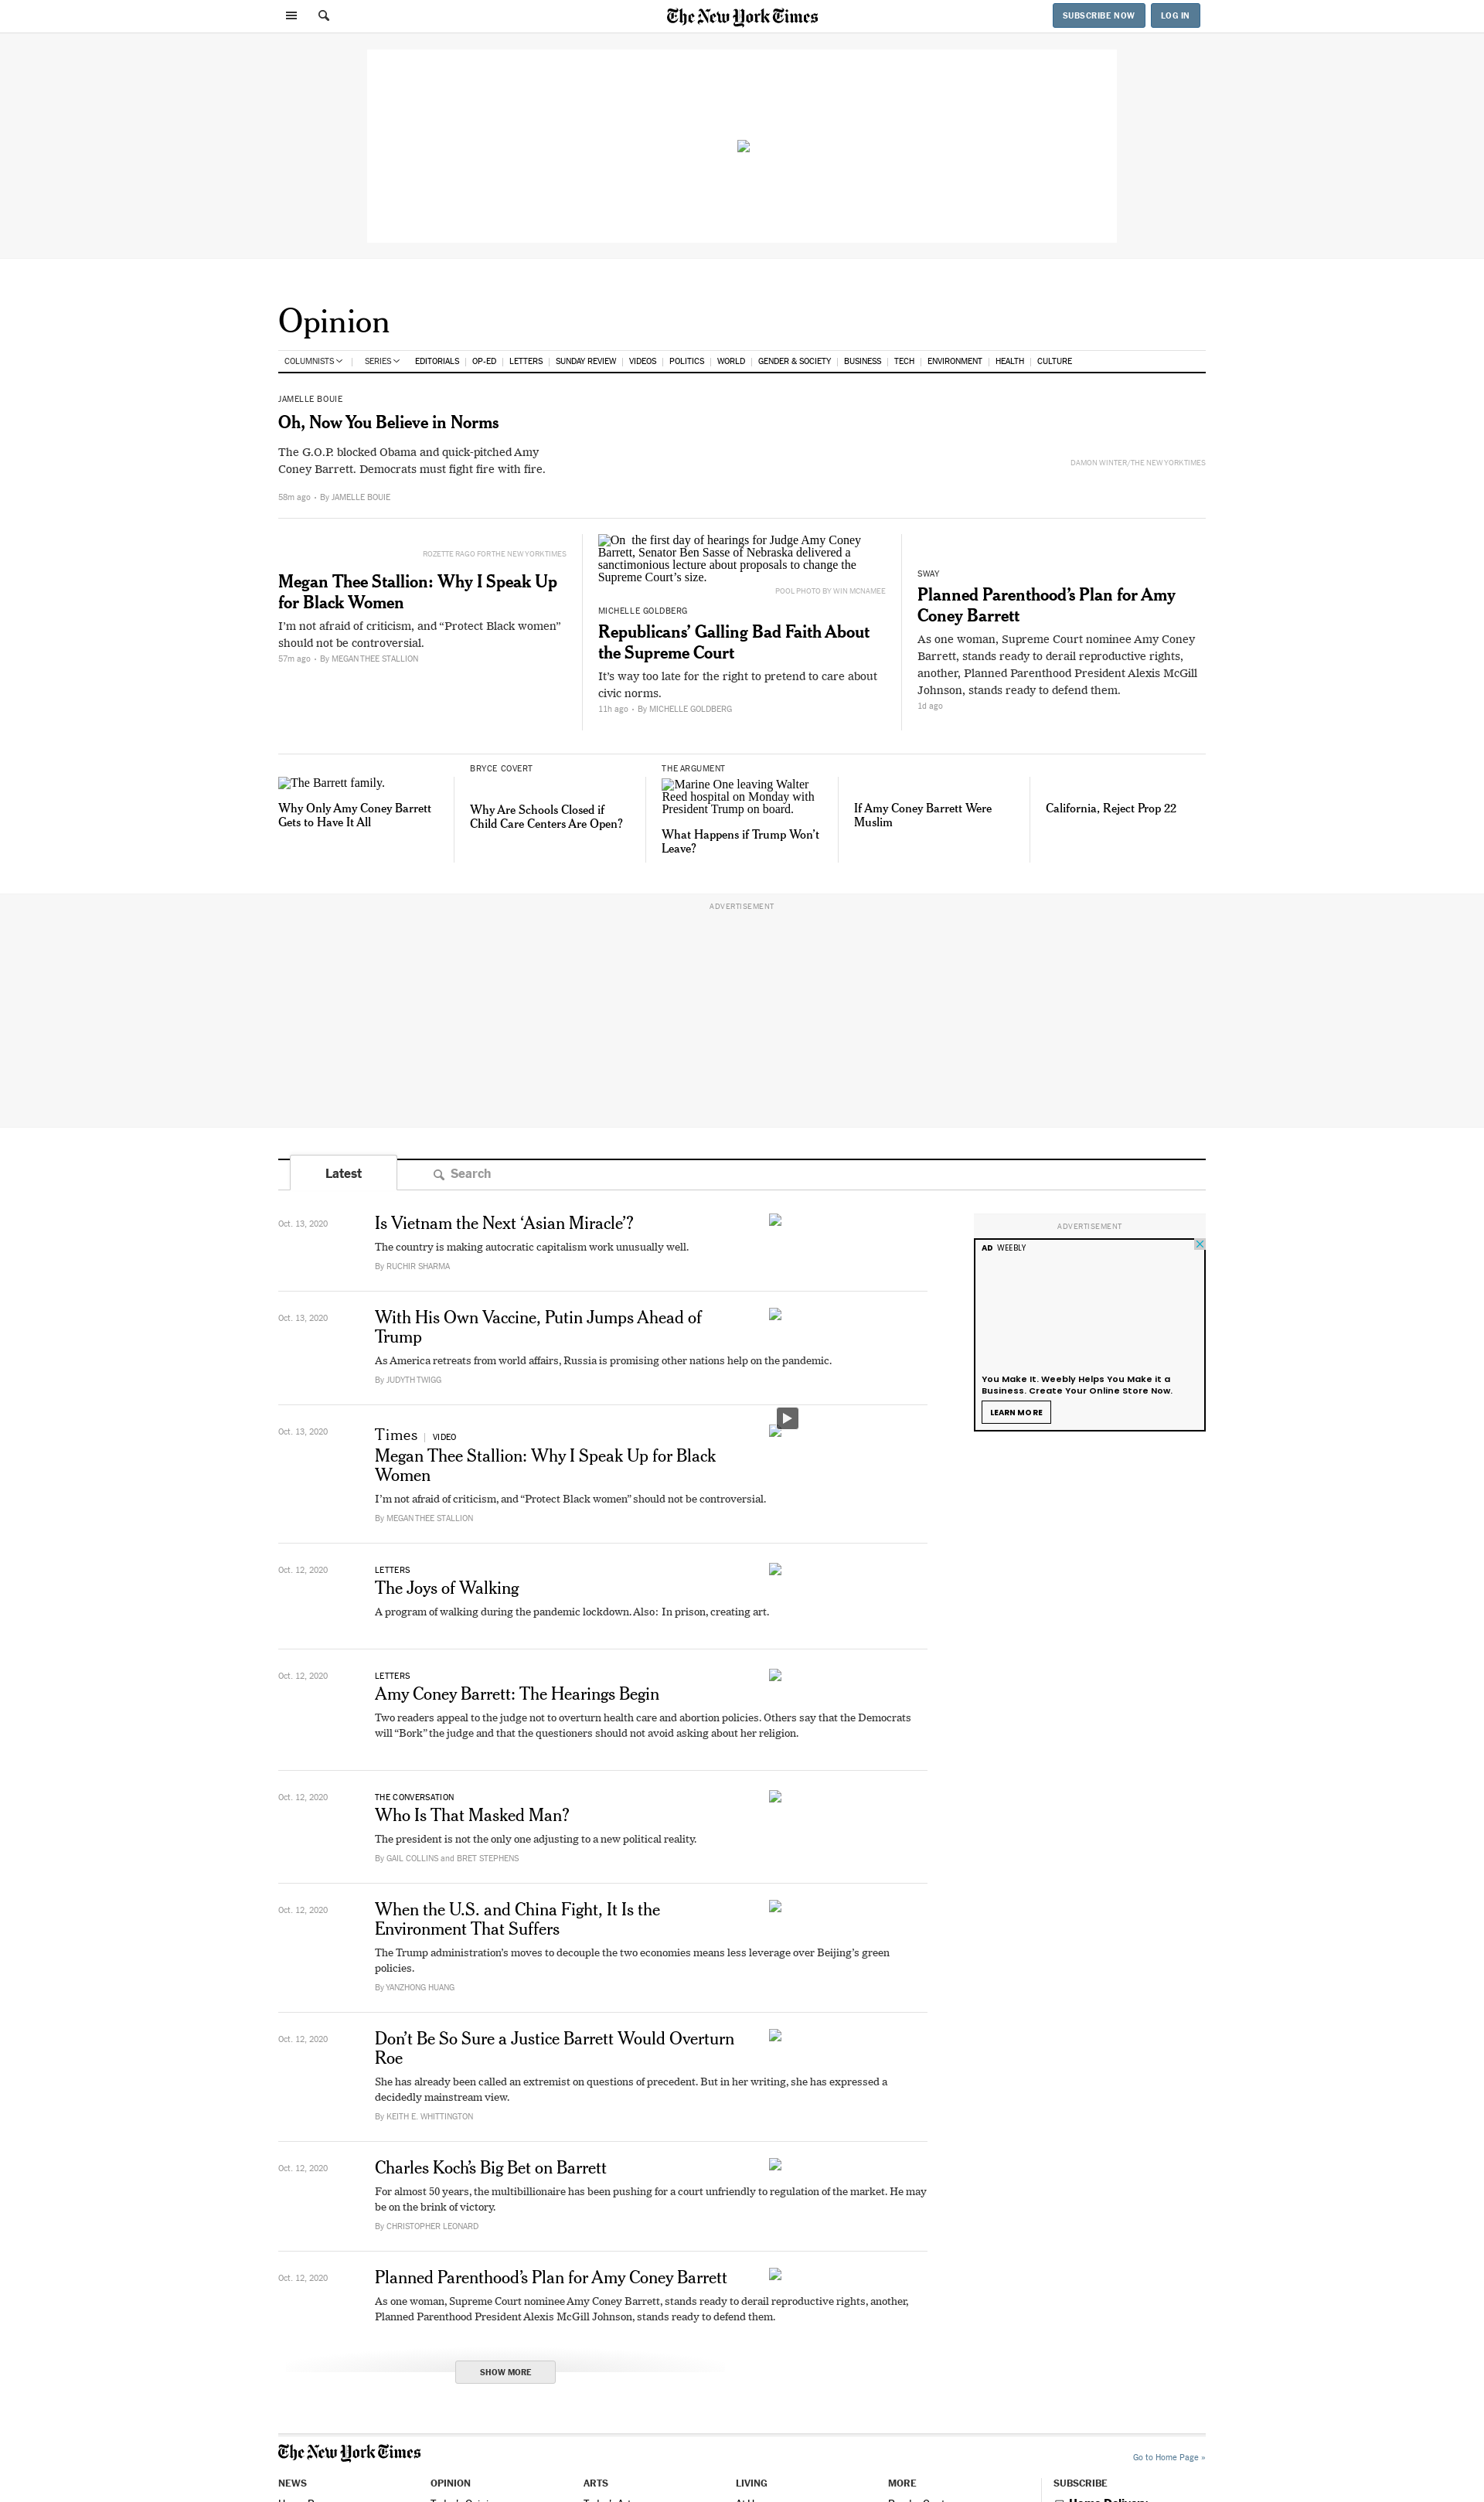 The New York Times
SUBSCRIBE NOW
LOG IN
Opinion
COLUMNISTS
SERIES
EDITORIALS
OP-ED
LETTERS
SUNDAY REVIEW
VIDEOS
POLITICS
WORLD
GENDER & SOCIETY
BUSINESS
TECH
ENVIRONMENT
HEALTH
CULTURE
JAMELLE BOUIE
Oh, Now You Believe in Norms
The G.O.P. blocked Obama and quick-pitched Amy
Coney Barrett. Democrats must fight fire with fire.
58m ago • By JAMELLE BOUIE
DAMON WINTER/THE NEW YORK TIMES
ROZETTE RAGO FOR THE NEW YORK TIMES
Megan Thee Stallion: Why I Speak Up
for Black Women
I’m not afraid of criticism, and “Protect Black women”
should not be controversial.
57m ago • By MEGAN THEE STALLION
On the first day of hearings for Judge Amy Coney
Barrett, Senator Ben Sasse of Nebraska delivered a
sanctimonious lecture about proposals to change the
Supreme Court’s size.
POOL PHOTO BY WIN MCNAMEE
MICHELLE GOLDBERG
Republicans’ Galling Bad Faith About
the Supreme Court
It’s way too late for the right to pretend to care about
civic norms.
11h ago • By MICHELLE GOLDBERG
SWAY
Planned Parenthood’s Plan for Amy
Coney Barrett
As one woman, Supreme Court nominee Amy Coney
Barrett, stands ready to derail reproductive rights,
another, Planned Parenthood President Alexis McGill
Johnson, stands ready to defend them.
1d ago
The Barrett family.
Why Only Amy Coney Barrett
Gets to Have It All
BRYCE COVERT
Why Are Schools Closed if
Child Care Centers Are Open?
THE ARGUMENT
Marine One leaving Walter
Reed hospital on Monday with
President Trump on board.
What Happens if Trump Won’t
Leave?
If Amy Coney Barrett Were
Muslim
California, Reject Prop 22
ADVERTISEMENT
Latest
Search
Oct. 13, 2020
Is Vietnam the Next ‘Asian Miracle’?
The country is making autocratic capitalism work unusually well.
By RUCHIR SHARMA
ADVERTISEMENT
AD WEEBLY
You Make It. Weebly Helps You Make it a
Business. Create Your Online Store Now.
LEARN MORE
Oct. 13, 2020
With His Own Vaccine, Putin Jumps Ahead of
Trump
As America retreats from world affairs, Russia is promising other nations help on the pandemic.
By JUDYTH TWIGG
Oct. 13, 2020
Times | VIDEO
Megan Thee Stallion: Why I Speak Up for Black
Women
I’m not afraid of criticism, and “Protect Black women” should not be controversial.
By MEGAN THEE STALLION
Oct. 12, 2020
LETTERS
The Joys of Walking
A program of walking during the pandemic lockdown. Also: In prison, creating art.
Oct. 12, 2020
LETTERS
Amy Coney Barrett: The Hearings Begin
Two readers appeal to the judge not to overturn health care and abortion policies. Others say that the Democrats
will “Bork” the judge and that the questioners should not avoid asking about her religion.
Oct. 12, 2020
THE CONVERSATION
Who Is That Masked Man?
The president is not the only one adjusting to a new political reality.
By GAIL COLLINS and BRET STEPHENS
Oct. 12, 2020
When the U.S. and China Fight, It Is the
Environment That Suffers
The Trump administration’s moves to decouple the two economies means less leverage over Beijing’s green
policies.
By YANZHONG HUANG
Oct. 12, 2020
Don’t Be So Sure a Justice Barrett Would Overturn
Roe
She has already been called an extremist on questions of precedent. But in her writing, she has expressed a
decidedly mainstream view.
By KEITH E. WHITTINGTON
Oct. 12, 2020
Charles Koch’s Big Bet on Barrett
For almost 50 years, the multibillionaire has been pushing for a court unfriendly to regulation of the market. He may
be on the brink of victory.
By CHRISTOPHER LEONARD
Oct. 12, 2020
Planned Parenthood’s Plan for Amy Coney Barrett
As one woman, Supreme Court nominee Amy Coney Barrett, stands ready to derail reproductive rights, another,
Planned Parenthood President Alexis McGill Johnson, stands ready to defend them.
SHOW MORE
The New York Times
Go to Home Page »
NEWS
OPINION
ARTS
LIVING
MORE
SUBSCRIBE